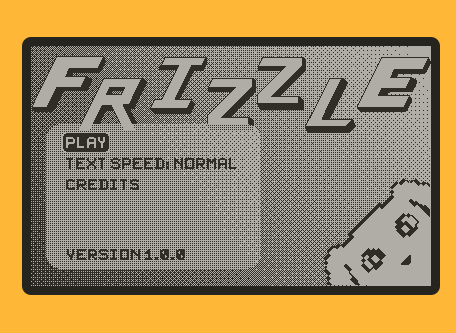 FRIZZLE
PLAY
TEXT SPEED: NORMAL
CREDITS
VERSION 1.0.0